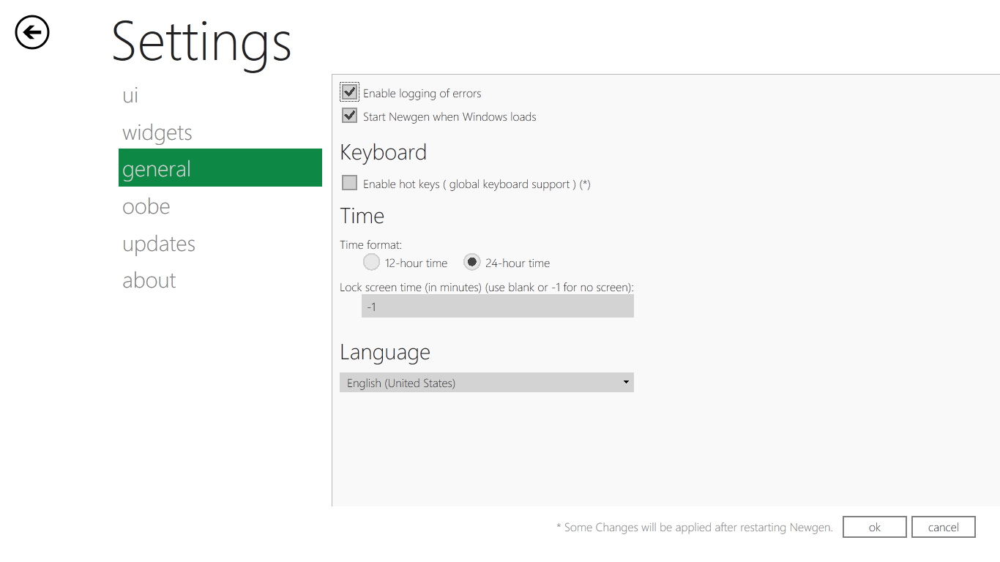 Settings
ui
widgets
general
oobe
updates
about
Enable logging of errors
Start Newgen when Windows loads
Keyboard
Enable hot keys ( global keyboard support ) (*)
Time
Time format:
12-hour time 24-hour time
Lock screen time (in minutes) (use blank or -1 for no screen):
-1
Language
English (United States)
* Some Changes will be applied after restarting Newgen. ok cancel